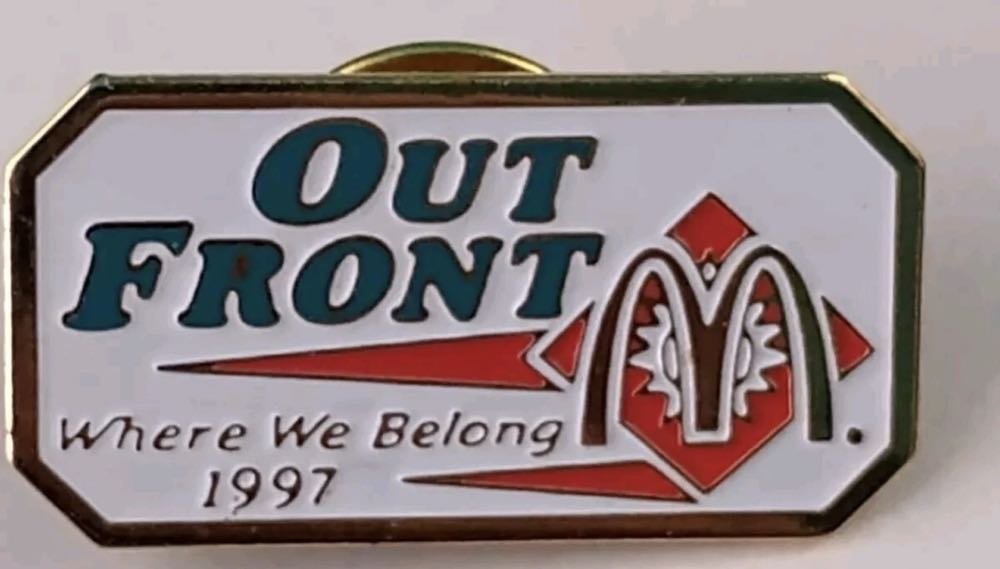 OUT
FRONT
Where We Belong
1997